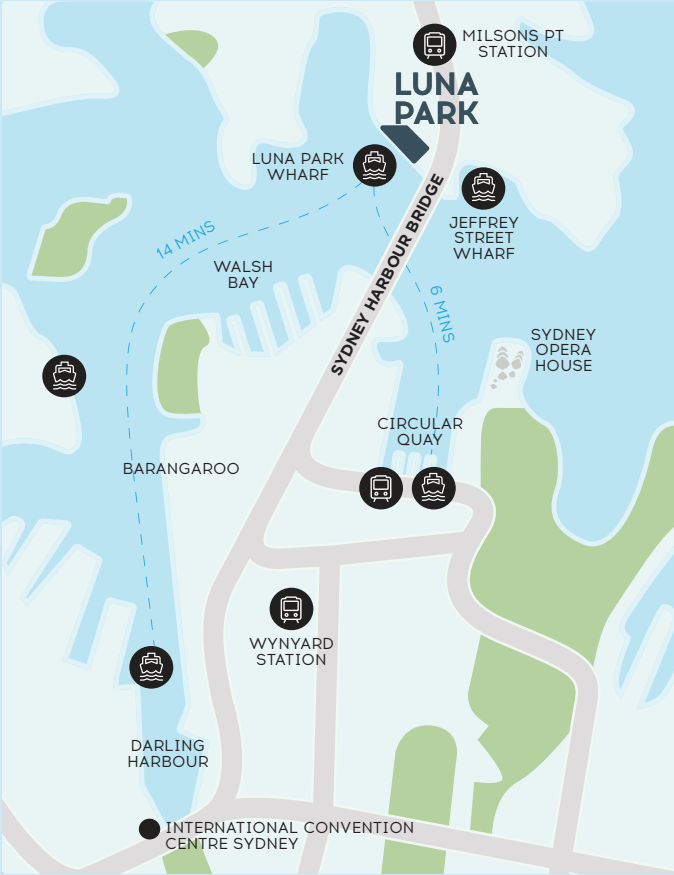 MILSONS PT
STATION
LUNA
PARK
LUNA PARK
WHARF
JEFFREY
STREET
WHARF
14 MINS
SYDNEY HARBOUR BRIDGE
WALSH
BAY
6 MINS
SYDNEY
OPERA
HOUSE
CIRCULAR
QUAY
BARANGAROO
WYNYARD
STATION
DARLING
HARBOUR
INTERNATIONAL CONVENTION
CENTRE SYDNEY